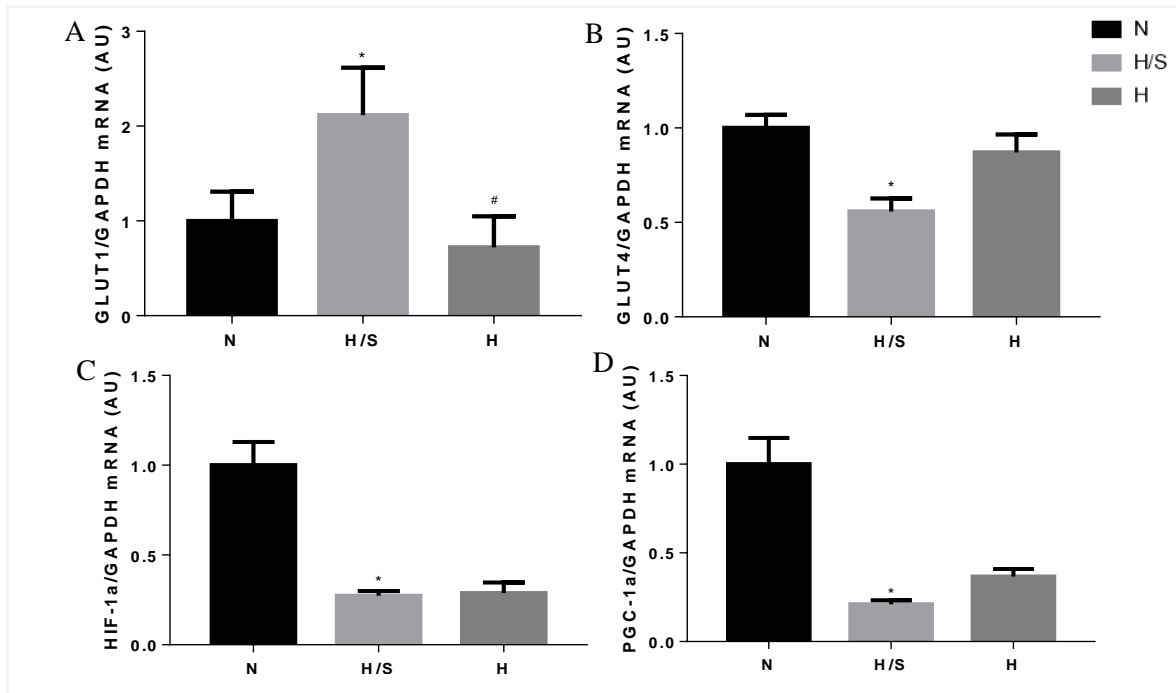 A
GLUT1/GAPDH mRNA (AU)
3
2
1
0
*
#
N
H/S
H
B
GLUT4/GAPDH mRNA (AU)
1.5
1.0
0.5
0.0
*
N
H/S
H
N
H/S
H
C
HIF-1a/GAPDH mRNA (AU)
1.5
1.0
0.5
0.0
*
N
H/S
H
D
PGC-1a/GAPDH mRNA (AU)
1.5
1.0
0.5
0.0
*
N
H/S
H